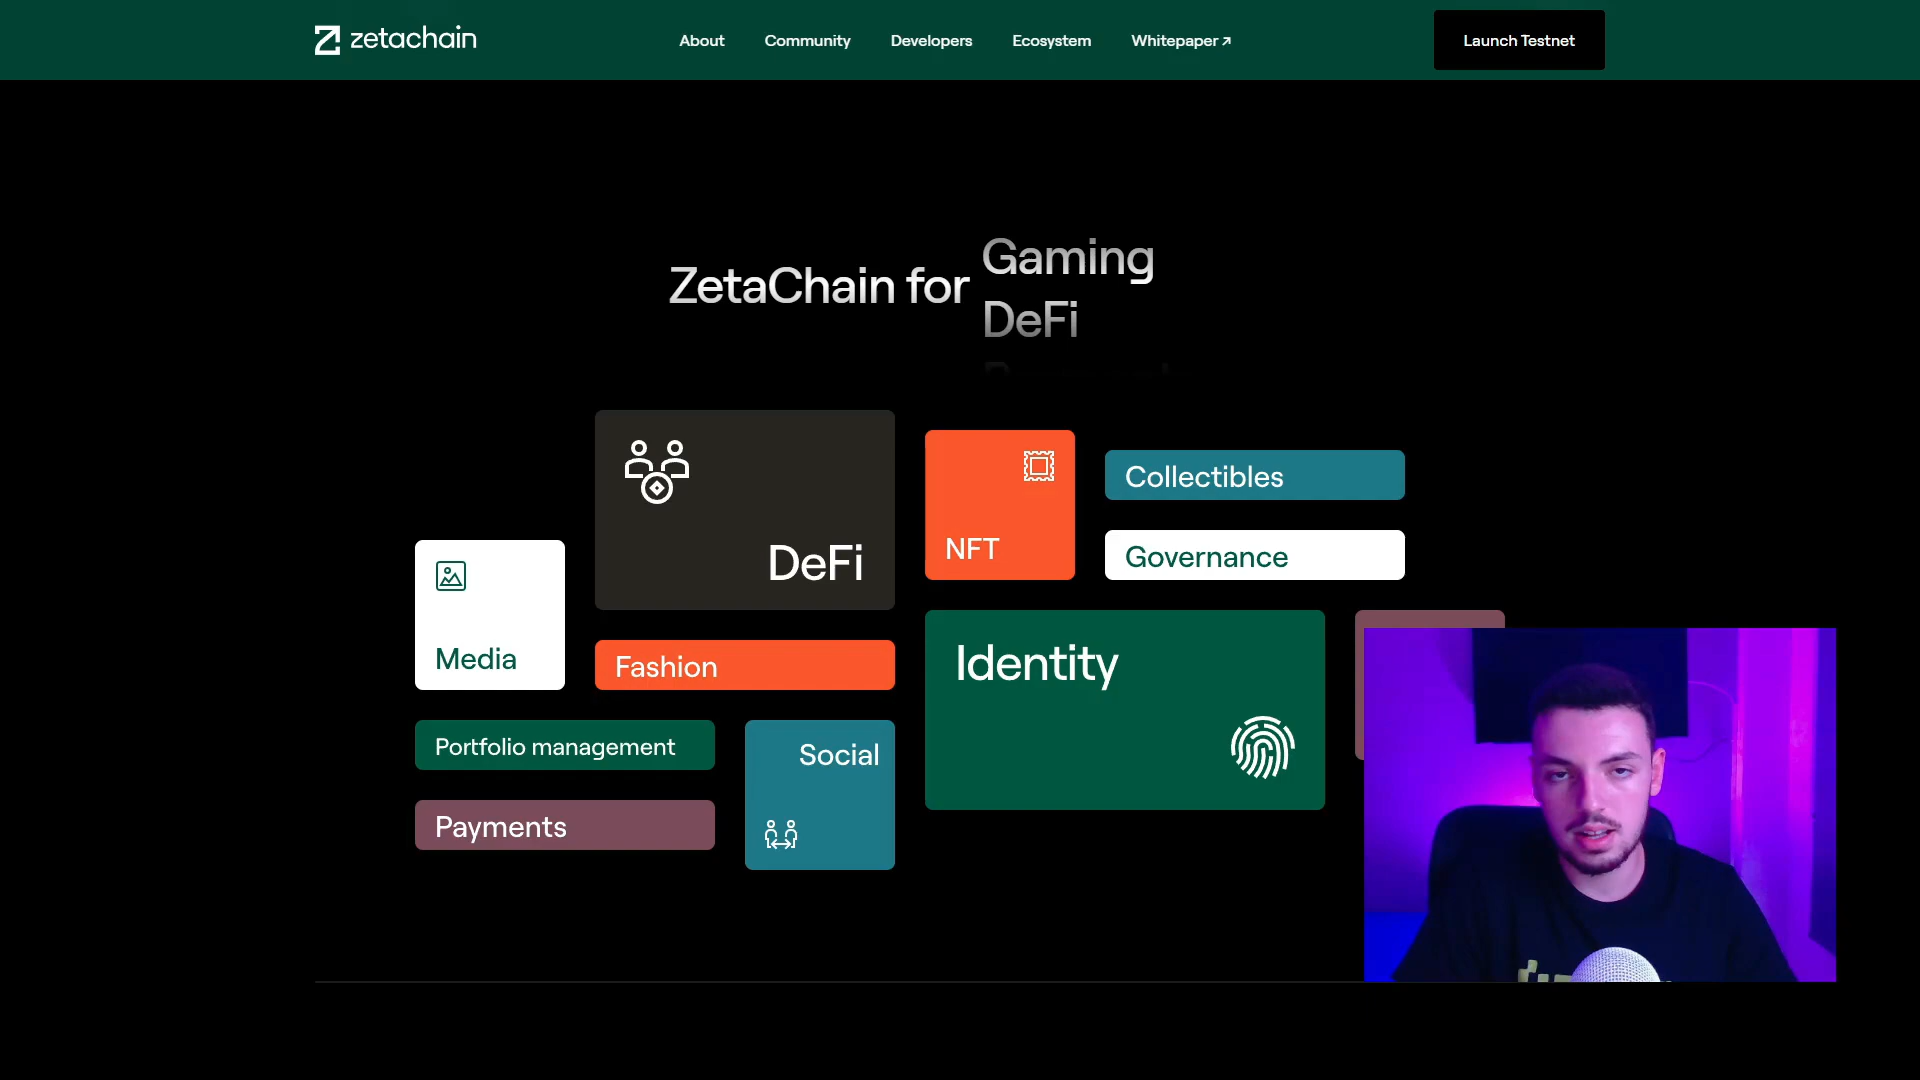 zetachain
About
Community
Developers
Ecosystem
Whitepaper
Launch Testnet
Gaming
ZetaChain for
DeFi
DeFi
NFT
Collectibles
Governance
Media
Fashion
Identity
Portfolio management
Social
Payments